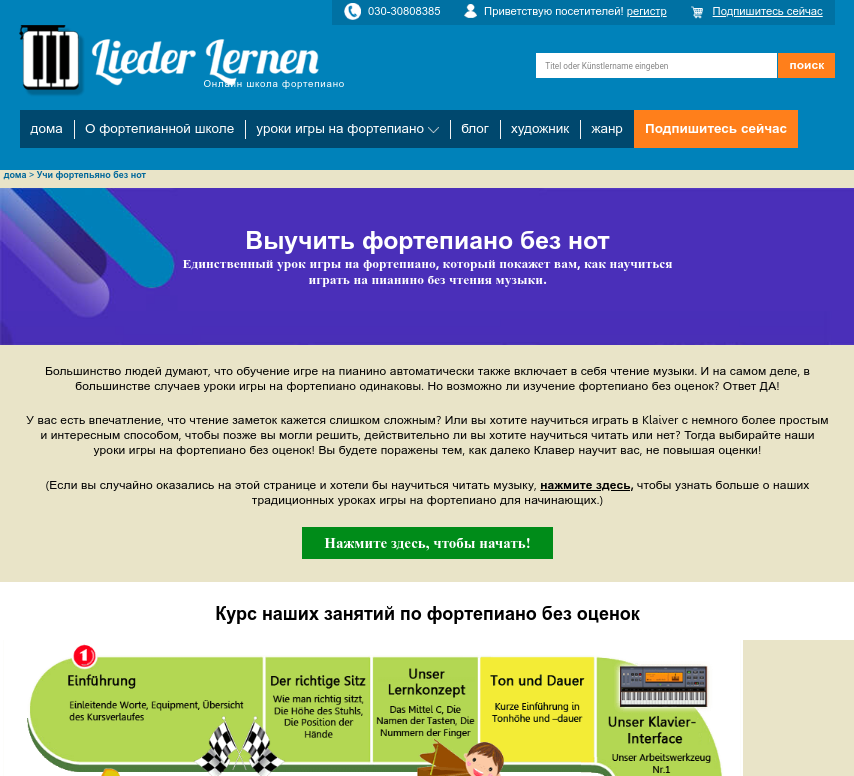 030-30808385 Приветствую посетителей! регистр Подпишитесь сейчас
Lieder Lernen
Онлайн школа фортепиано
Titel oder Künstlername eingeben поиск
дома О фортепианной школе уроки игры на фортепиано блог художник жанр Подпишитесь сейчас
дома > Учи фортепьяно без нот
Выучить фортепиано без нот
Единственный урок игры на фортепиано, который покажет вам, как научиться
играть на пианино без чтения музыки.
Большинство людей думают, что обучение игре на пианино автоматически также включает в себя чтение музыки. И на самом деле, в
большинстве случаев уроки игры на фортепиано одинаковы. Но возможно ли изучение фортепиано без оценок? Ответ ДА!
У вас есть впечатление, что чтение заметок кажется слишком сложным? Или вы хотите научиться играть в Klaiver с немного более простым
и интересным способом, чтобы позже вы могли решить, действительно ли вы хотите научиться читать или нет? Тогда выбирайте наши
уроки игры на фортепиано без оценок! Вы будете поражены тем, как далеко Клавер научит вас, не повышая оценки!
(Если вы случайно оказались на этой странице и хотели бы научиться читать музыку, нажмите здесь, чтобы узнать больше о наших
традиционных уроках игры на фортепиано для начинающих.)
Нажмите здесь, чтобы начать!
Курс наших занятий по фортепиано без оценок
1
Einführung
Einleitende Worte, Equipment, Übersicht
des Kursverlaufes
Der richtige Sitz
Wie man richtig sitzt,
Die Höhe des Stuhls,
Die Position der
Hände
Unser
Lernkonzept
Das Mittel C, Die
Namen der Tasten, Die
Nummern der Finger
Ton und Dauer
Kurze Einführung in
Tonhöhe und -dauer
Unser Klavier-
Interface
Unser Arbeitswerkzeug
Nr.1